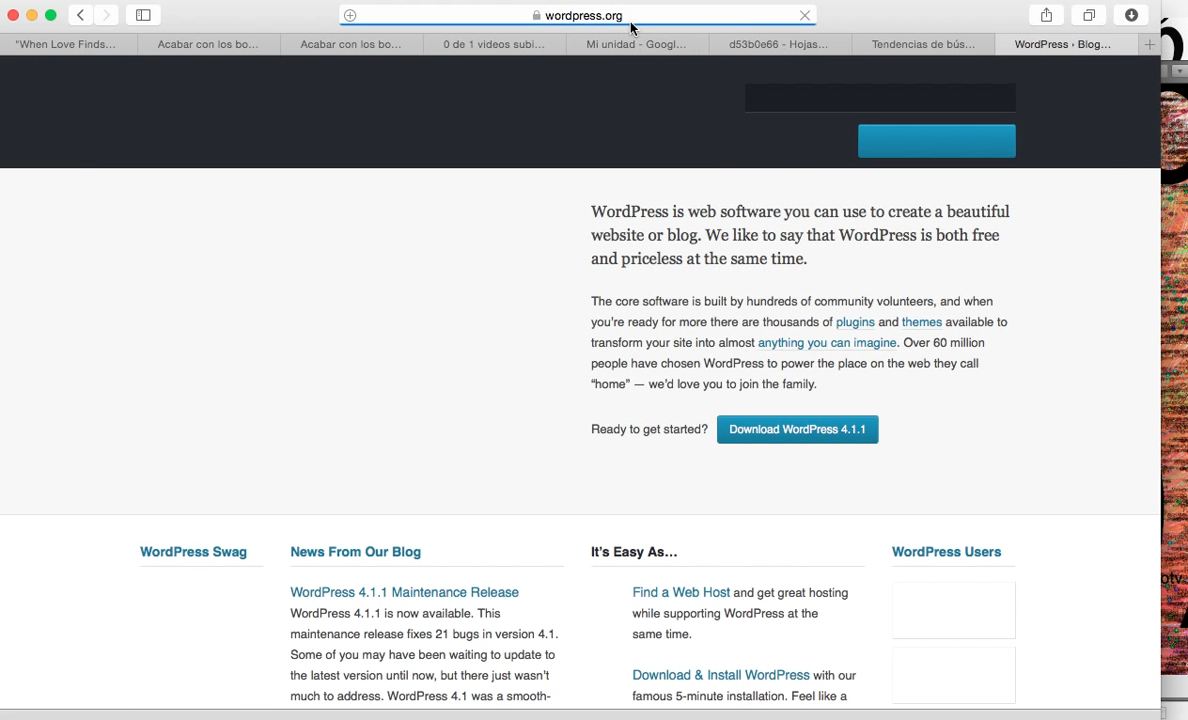 wordpress.org
"When Love Finds...
Acabar con los bo...
Acabar con los bo...
0 de 1 videos subi...
Mi unidad - Googl...
d53b0e66 - Hojas...
Tendencias de bús...
WordPress › Blog...
WordPress is web software you can use to create a beautiful
website or blog. We like to say that WordPress is both free
and priceless at the same time.
The core software is built by hundreds of community volunteers, and when
you're ready for more there are thousands of plugins and themes available to
transform your site into almost anything you can imagine. Over 60 million
people have chosen WordPress to power the place on the web they call
"home" — we'd love you to join the family.
Ready to get started? Download WordPress 4.1.1
WordPress Swag
News From Our Blog
WordPress 4.1.1 Maintenance Release
WordPress 4.1.1 is now available. This
maintenance release fixes 21 bugs in version 4.1.
Some of you may have been waiting to update to
the latest version until now, but there just wasn't
much to address. WordPress 4.1 was a smooth-
It's Easy As...
Find a Web Host and get great hosting
while supporting WordPress at the
same time.
Download & Install WordPress with our
famous 5-minute installation. Feel like a
WordPress Users